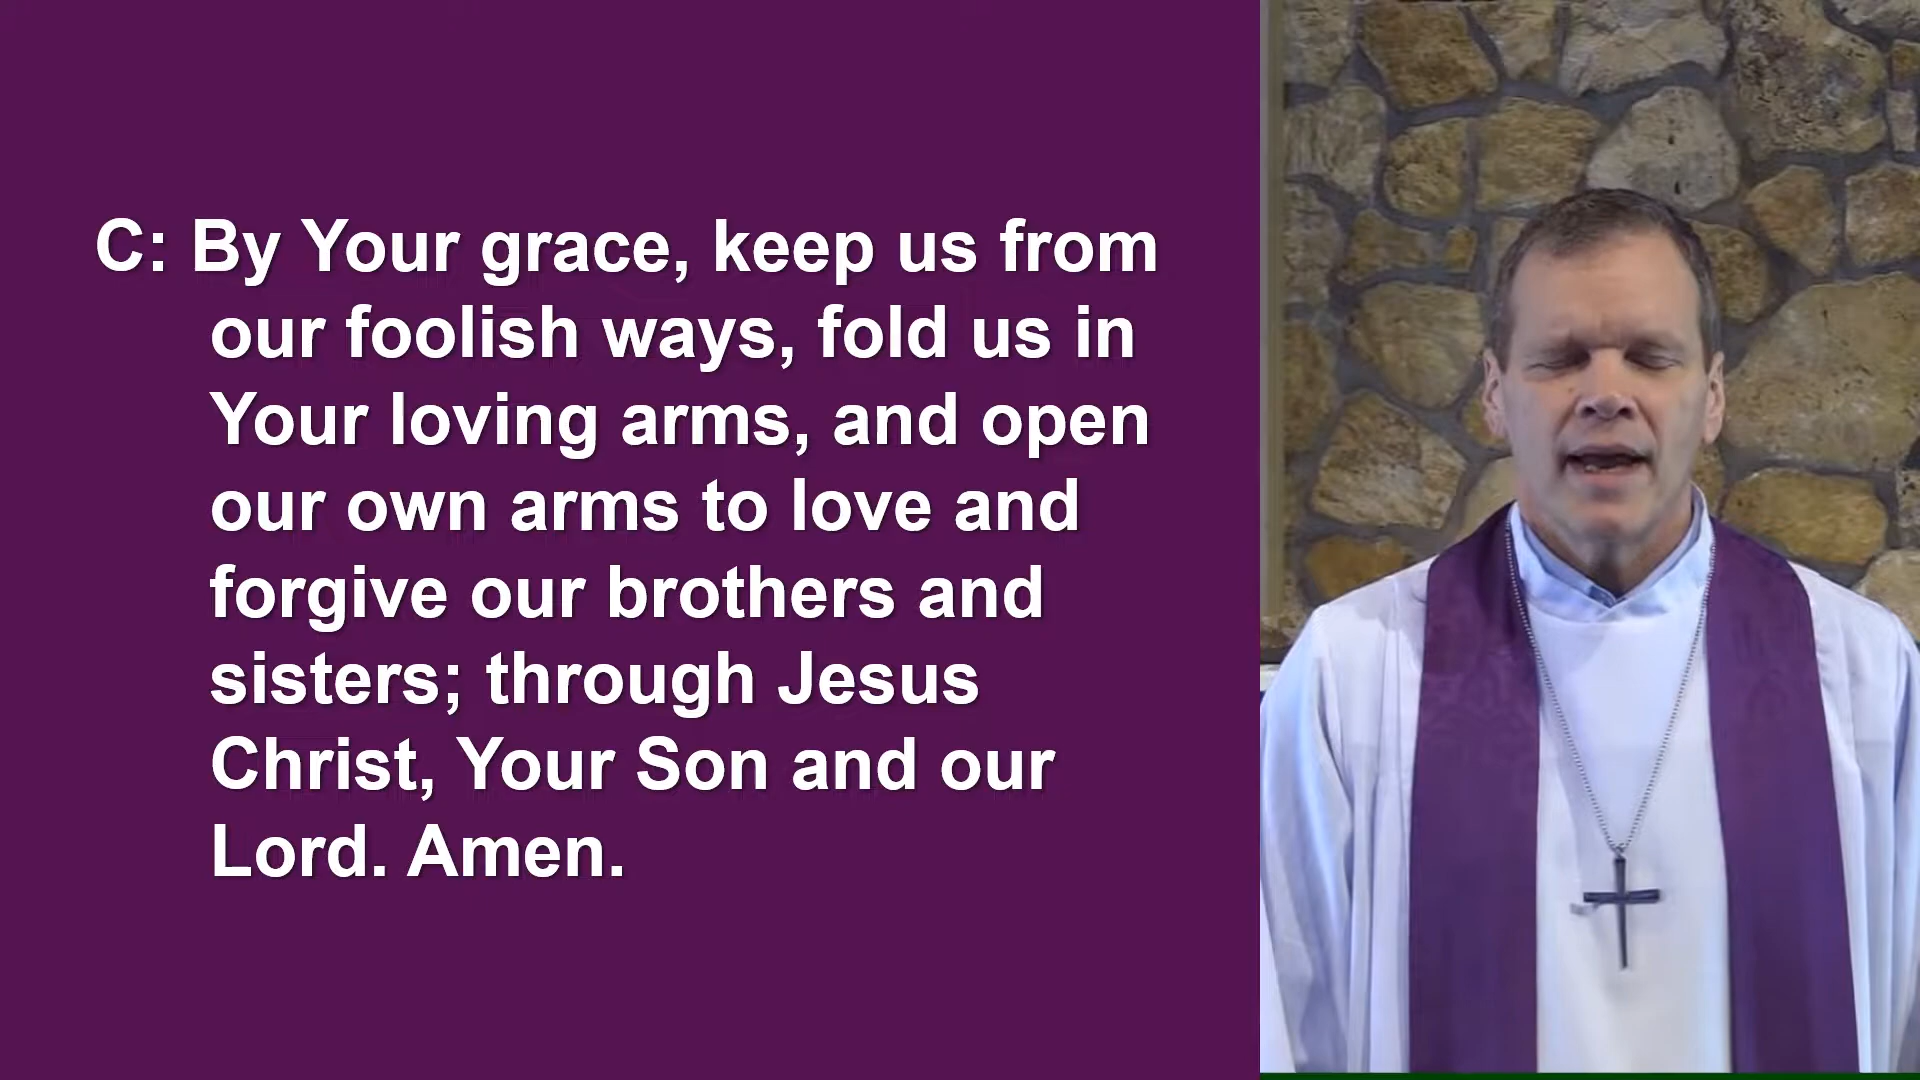 C: By Your grace, keep us from
our foolish ways, fold us in
Your loving arms, and open
our own arms to love and
forgive our brothers and
sisters; through Jesus
Christ, Your Son and our
Lord. Amen.